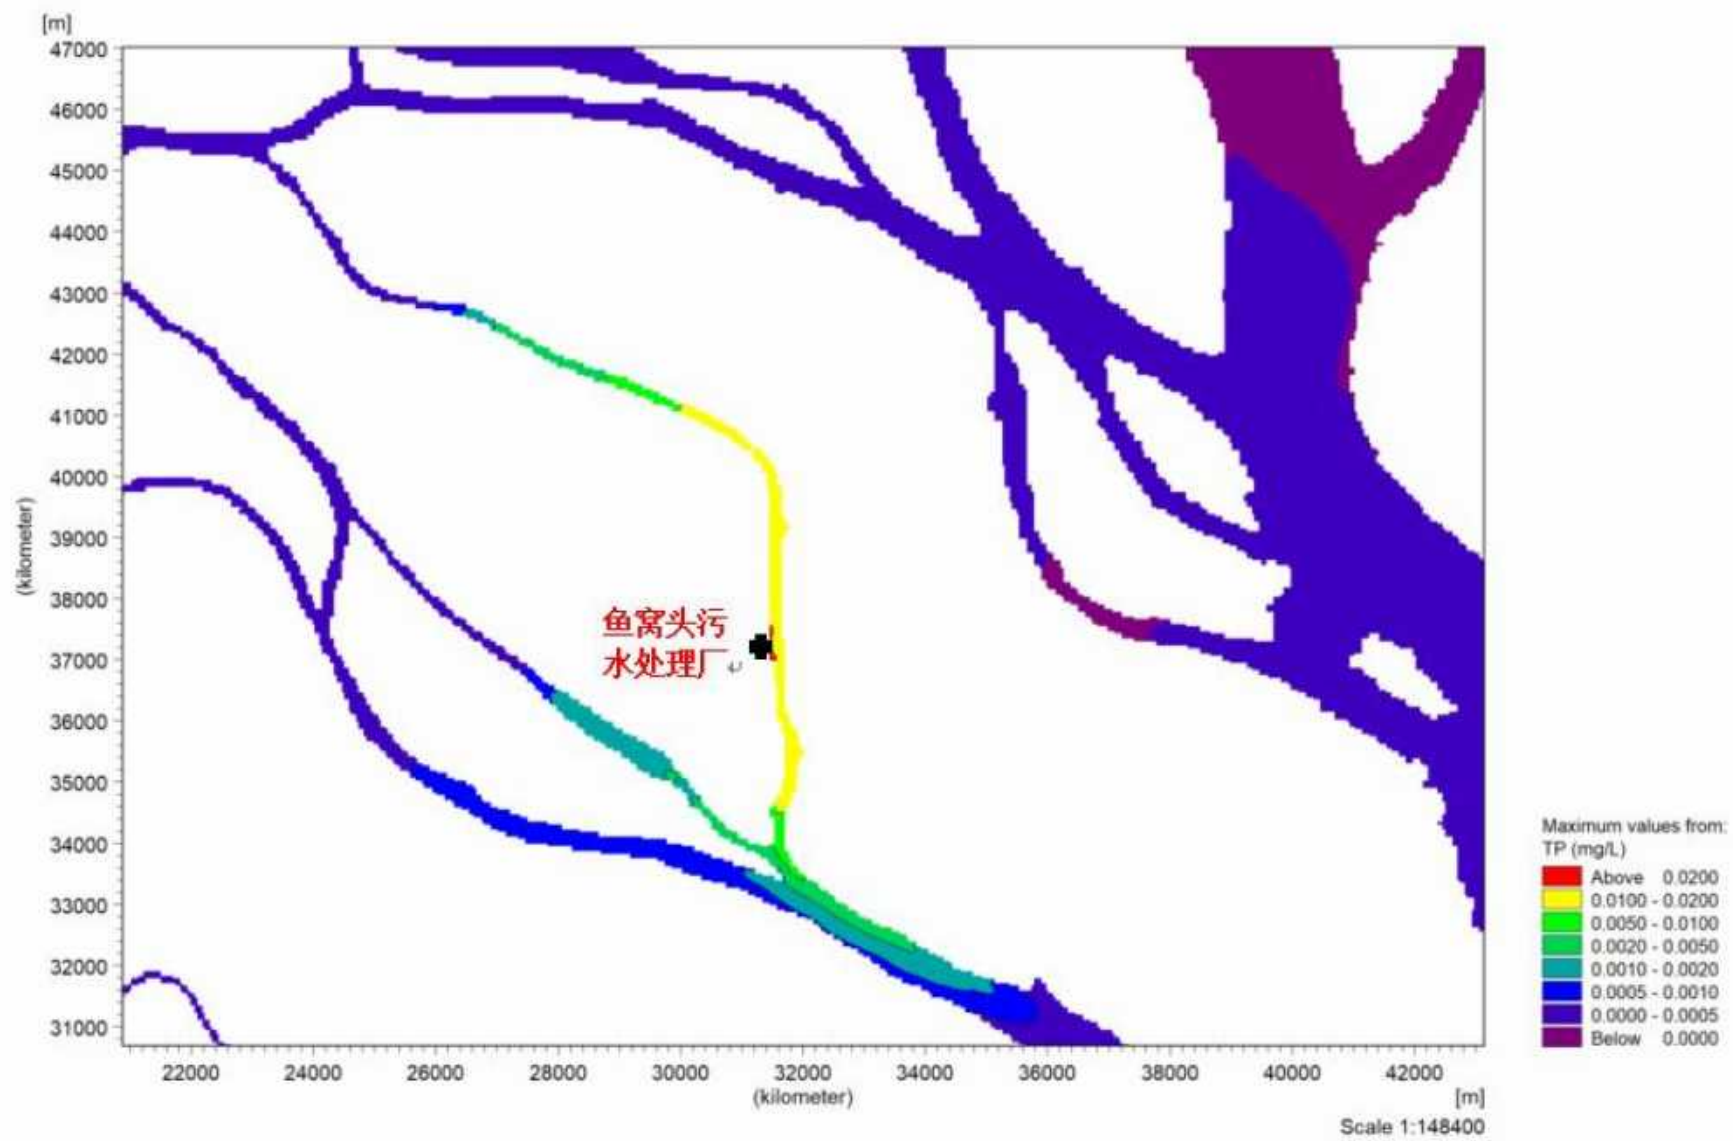 [m]
47000
46000
45000
44000
43000
42000
41000
40000
39000
38000
37000
36000
35000
34000
33000
32000
31000
(kilometer)
鱼窝头污
水处理厂
22000 24000 26000 28000 30000 32000 34000 36000 38000 40000 42000
(kilometer)
[m]
Scale 1:148400
Maximum values from:
TP (mg/L)
Above 0.0200
0.0100 - 0.0200
0.0050 - 0.0100
0.0020 - 0.0050
0.0010 - 0.0020
0.0005 - 0.0010
0.0000 - 0.0005
Below 0.0000